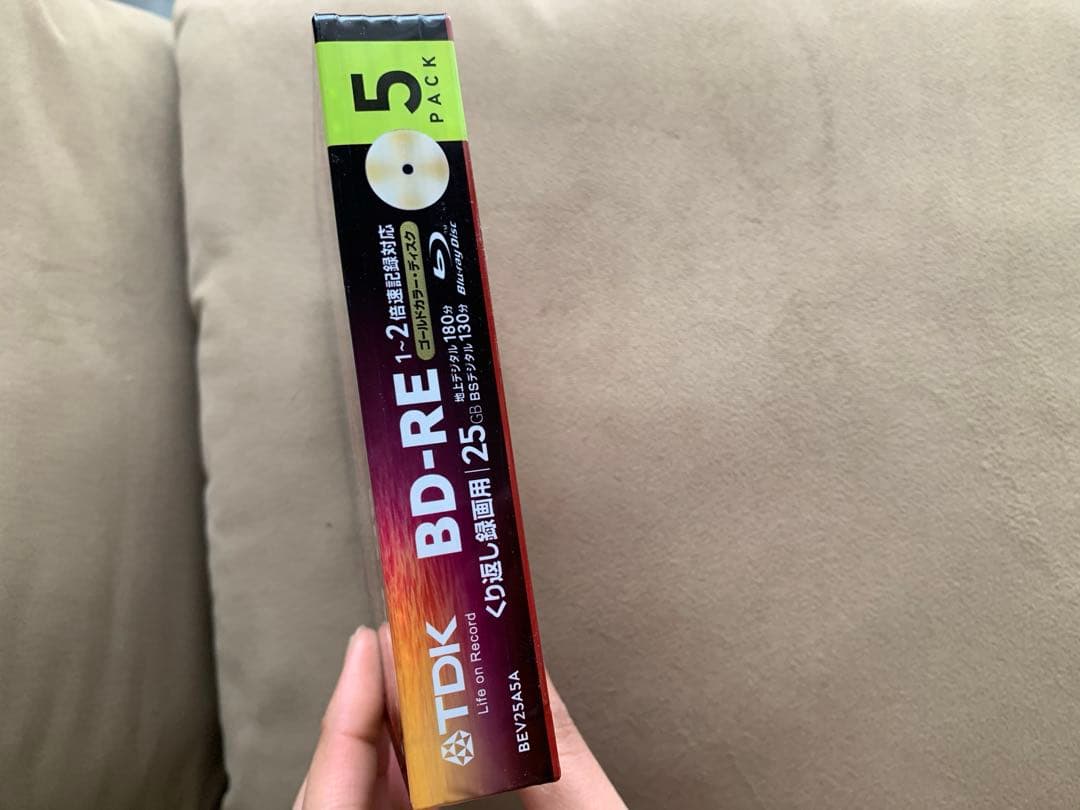 TDK
Life on Record
BEV25A5A
BD-RE
1~2倍速記録対応
ゴールドカラー・ディスク
くり返し録画用 | 25GB
地上デジタル 180分
BSデジタル 130分
Blu-ray Disc
5
PACK